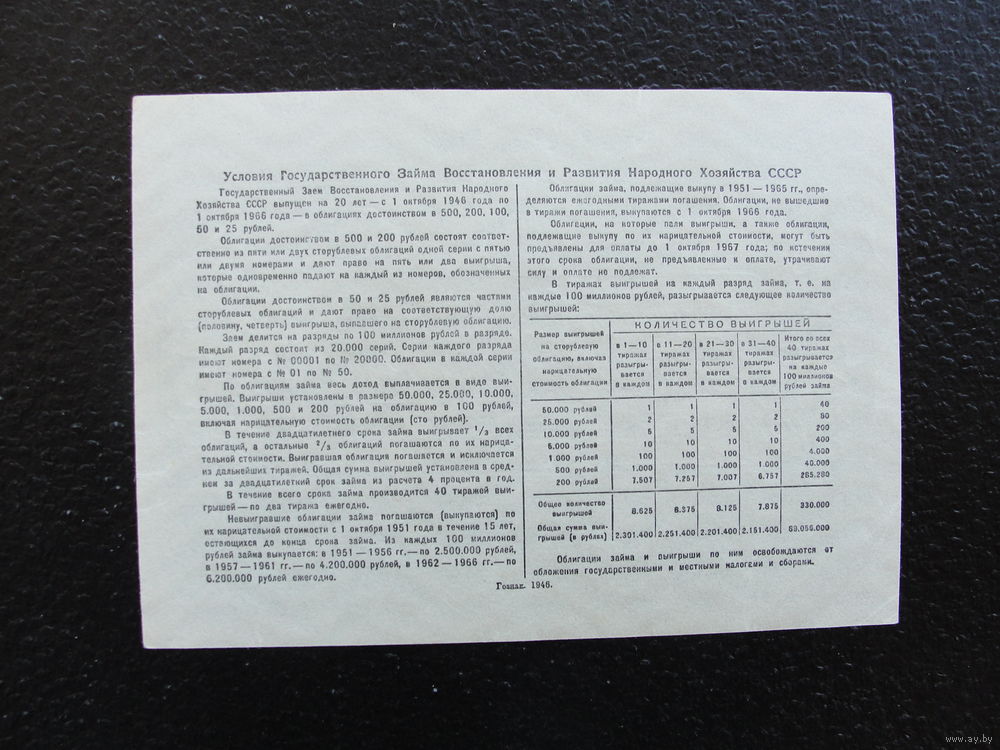 Условия Государственного Займа Восстановления и Развития Народного Хозяйства СССР
Государственный Заем Восстановления и Развития Народного
Хозяйства СССР выпущен на 20 лет — с 1 октября 1946 года по
1 октября 1966 года — в облигациях достоинством в 500, 200, 100,
50 и 25 рублей.
Облигации достоинством в 500 и 200 рублей состоят соответ-
ственно из пяти или двух сторублевых облигаций одной серии с пятью
или двумя номерами и дают право на пять или два выигрыша,
которые одновременно падают на каждый из номеров, обозначенных
на облигации.
Облигации достоинством в 50 и 25 рублей являются частями
сторублевых облигаций и дают право на соответствующую долю
(половину, четверть) выигрыша, выпавшего на сторублевую облигацию.
Заем делится на разряды по 100 миллионов рублей в разряде.
Каждый разряд состоит из 20.000 серий. Серии каждого разряда
имеют номера с № 00001 по № 20000. Облигации в каждой серии
имеют номера с № 01 по № 50.
По облигациям займа весь доход выплачивается в виде выи-
грышей. Выигрыши установлены в размере 50.000, 25.000, 10.000,
5.000, 1.000, 500 и 200 рублей на облигацию в 100 рублей,
включая нарицательную стоимость облигации (сто рублей).
В течение двадцатилетнего срока займа выигрывает 1/3 всех
облигаций, а остальные 2/3 облигаций погашаются по их нарица-
тельной стоимости. Выигравшая облигация погашается и исключается
из дальнейших тиражей. Общая сумма выигрышей установлена в сред-
нем за двадцатилетний срок займа из расчета 4 процента в год.
В течение всего срока займа производится 40 тиражей выи-
грышей — по два тиража ежегодно.
Невыигравшие облигации займа погашаются (выкупаются) по
их нарицательной стоимости с 1 октября 1951 года в течение 15 лет,
остающихся до конца срока займа. Из каждых 100 миллионов
рублей займа выкупается: в 1951 — 1956 гг. — по 2.500.000 рублей,
в 1957 — 1961 гг. — по 4.200.000 рублей, в 1962 — 1966 гг. — по
6.200.000 рублей ежегодно.
Облигации займа, подлежащие выкупу в 1951 — 1965 гг., опре-
деляются ежегодными тиражами погашения. Облигации, не вышедшие
в тиражи погашения, выкупаются с 1 октября 1966 года.
Облигации, на которые пали выигрыши, а также облигации,
подлежащие выкупу по их нарицательной стоимости, могут быть
предъявлены для оплаты до 1 октября 1967 года; по истечении
этого срока облигации, не предъявленные к оплате, утрачивают
силу и оплате не подлежат.
В тиражах выигрышей на каждый разряд займа, т. е. на
каждые 100 миллионов рублей, разыгрывается следующее количество
выигрышей:
КОЛИЧЕСТВО ВЫИГРЫШЕЙ
Размер выигрышей на сторублевую облигацию, включая нарицательную стоимость облигации | в 1—10 тиражах разыгры- вается в каждом | в 11—20 тиражах разыгры- вается в каждом | в 21—30 тиражах разыгры- вается в каждом | в 31—40 тиражах разыгры- вается в каждом | Итого во всех 40 тиражах разыгрывается на каждые 100 миллионов рублей займа
50.000 рублей 1 1 1 1 40
25.000 рублей 2 2 2 2 80
10.000 рублей 5 5 5 5 200
5.000 рублей 10 10 10 10 400
1.000 рублей 100 100 100 100 4.000
500 рублей 1.000 1.000 1.000 1.000 40.000
200 рублей 7.507 7.257 7.007 6.757 285.280
Общее количество выигрышей 8.625 8.375 8.125 7.875 330.000
Общая сумма выи- грышей (в рублях) 2.301.400 2.251.400 2.201.400 2.151.400 89.056.000
Облигации займа и выигрыши по ним освобождаются от
обложения государственными и местными налогами и сборами.
Гознак. 1946.
www.ay.by